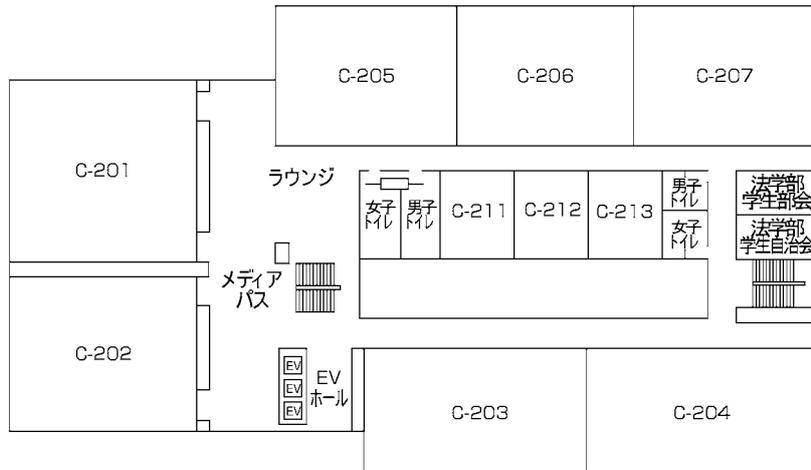 C-205
C-206
C-207
C-201
ラウンジ
女子
トイレ
男子
トイレ
C-211
C-212
C-213
男子
トイレ
女子
トイレ
法学部
学生部会
法学部
学生自治会
メディア
パス
C-202
EV
EV
EV
EV
ホール
C-203
C-204